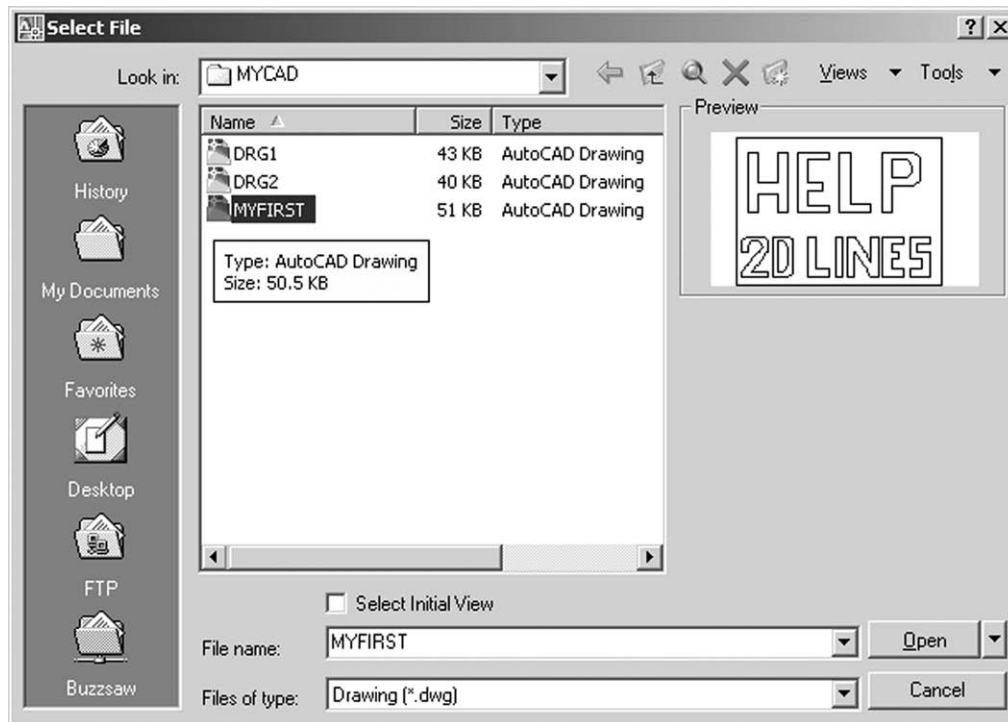 Select File
Look in: MYCAD Views Tools
History
My Documents
Favorites
Desktop
FTP
Buzzsaw
Name Size Type
DRG1 43 KB AutoCAD Drawing
DRG2 40 KB AutoCAD Drawing
MYFIRST 51 KB AutoCAD Drawing
Type: AutoCAD Drawing
Size: 50.5 KB
Preview
HELP
2D LINES
Select Initial View
File name: MYFIRST Open
Files of type: Drawing (*.dwg) Cancel